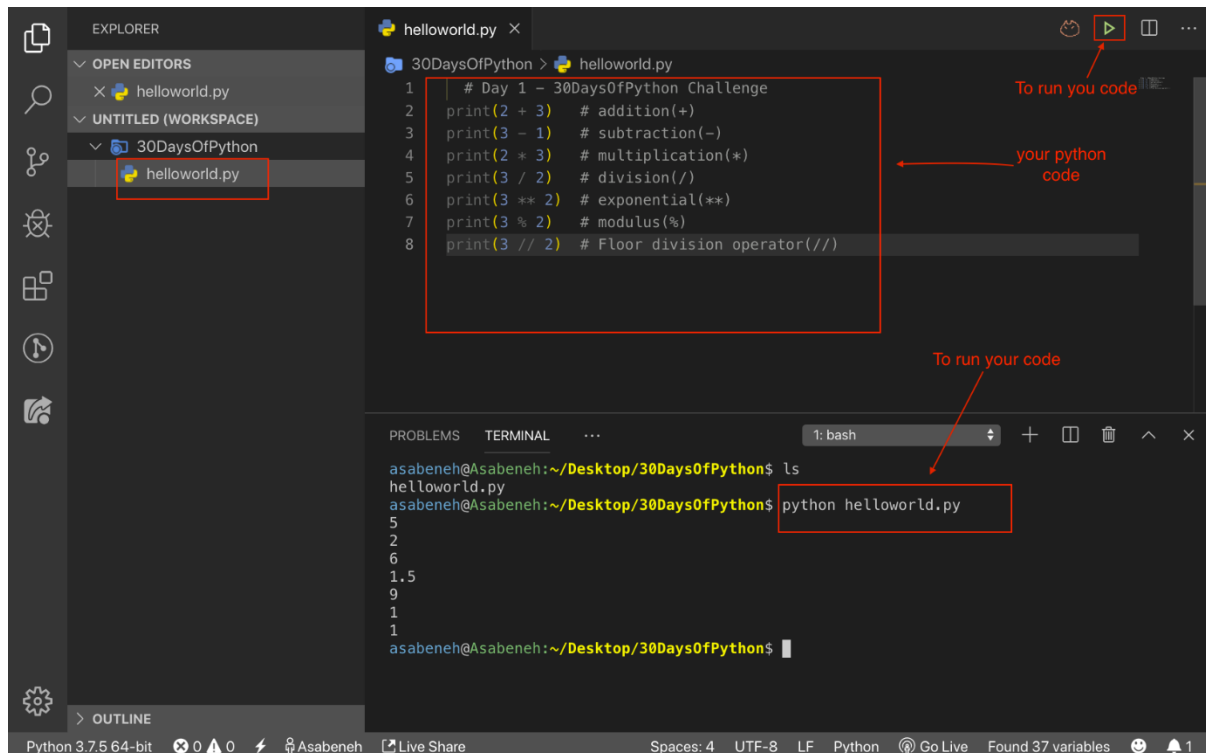 EXPLORER
OPEN EDITORS
helloworld.py
UNTITLED (WORKSPACE)
30DaysOfPython
helloworld.py
OUTLINE
helloworld.py
30DaysOfPython > helloworld.py
1 # Day 1 – 30DaysOfPython Challenge
2 print(2 + 3) # addition(+)
3 print(3 - 1) # subtraction(-)
4 print(2 * 3) # multiplication(*)
5 print(3 / 2) # division(/)
6 print(3 ** 2) # exponential(**)
7 print(3 % 2) # modulus(%)
8 print(3 // 2) # Floor division operator(//)
To run you code
your python
code
To run your code
PROBLEMS TERMINAL ... 1: bash
asabeneh@Asabeneh:~/Desktop/30DaysOfPython$ ls
helloworld.py
asabeneh@Asabeneh:~/Desktop/30DaysOfPython$ python helloworld.py
5
2
6
1.5
9
1
1
asabeneh@Asabeneh:~/Desktop/30DaysOfPython$
Python 3.7.5 64-bit 0 0 Asabeneh Live Share Spaces: 4 UTF-8 LF Python Go Live Found 37 variables 1